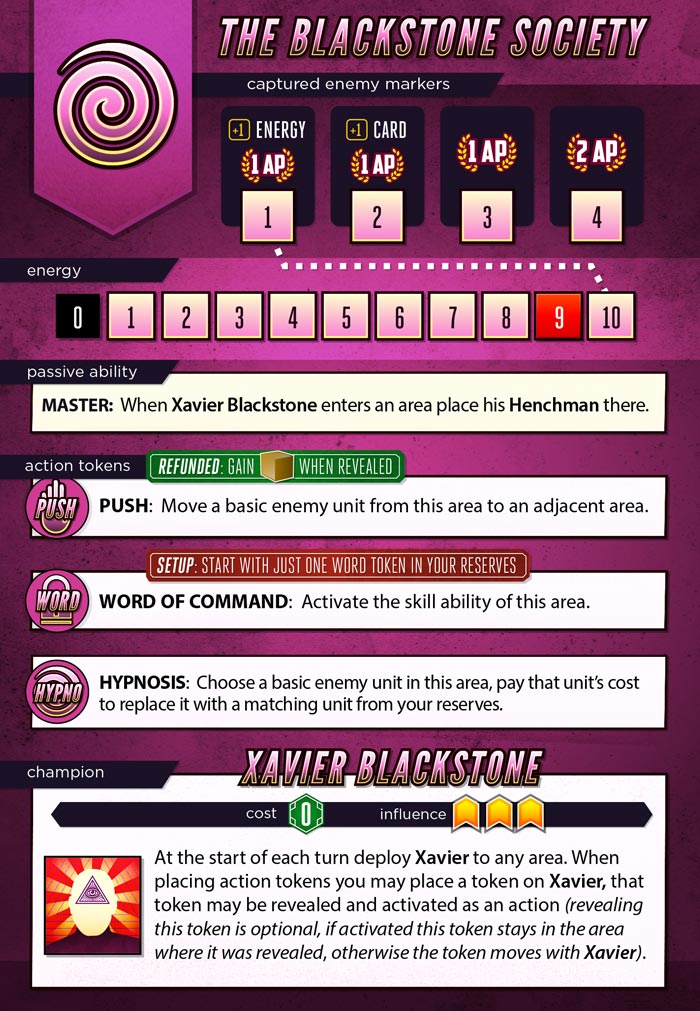 THE BLACKSTONE SOCIETY
captured enemy markers
+1 ENERGY
1 AP
1
+1 CARD
1 AP
2
1 AP
3
2 AP
4
energy
0 1 2 3 4 5 6 7 8 9 10
passive ability
MASTER: When Xavier Blackstone enters an area place his Henchman there.
action tokens
REFUNDED: GAIN WHEN REVEALED
PUSH
PUSH: Move a basic enemy unit from this area to an adjacent area.
SETUP: START WITH JUST ONE WORD TOKEN IN YOUR RESERVES
WORD
WORD OF COMMAND: Activate the skill ability of this area.
HYPNO
HYPNOSIS: Choose a basic enemy unit in this area, pay that unit's cost
to replace it with a matching unit from your reserves.
champion
XAVIER BLACKSTONE
cost 0 influence
At the start of each turn deploy Xavier to any area. When
placing action tokens you may place a token on Xavier, that
token may be revealed and activated as an action (revealing
this token is optional, if activated this token stays in the area
where it was revealed, otherwise the token moves with Xavier).